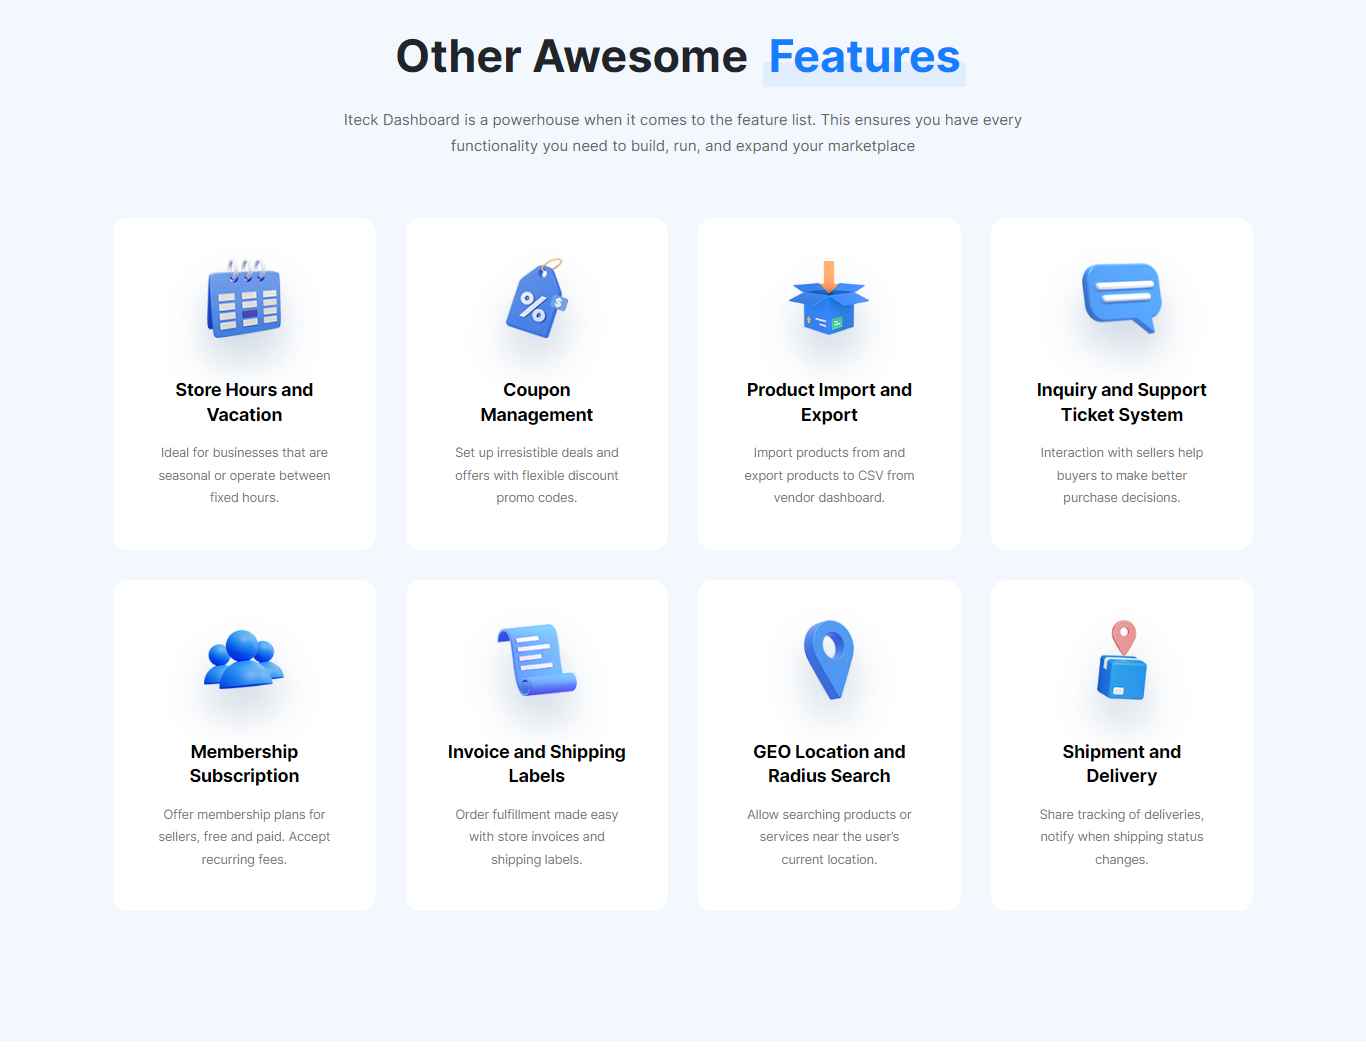 Other Awesome Features
Iteck Dashboard is a powerhouse when it comes to the feature list. This ensures you have every
functionality you need to build, run, and expand your marketplace
Store Hours and
Vacation
Ideal for businesses that are
seasonal or operate between
fixed hours.
%
$
Coupon
Management
Set up irresistible deals and
offers with flexible discount
promo codes.
Product Import and
Export
Import products from and
export products to CSV from
vendor dashboard.
Inquiry and Support
Ticket System
Interaction with sellers help
buyers to make better
purchase decisions.
Membership
Subscription
Offer membership plans for
sellers, free and paid. Accept
recurring fees.
Invoice and Shipping
Labels
Order fulfillment made easy
with store invoices and
shipping labels.
GEO Location and
Radius Search
Allow searching products or
services near the user's
current location.
Shipment and
Delivery
Share tracking of deliveries,
notify when shipping status
changes.